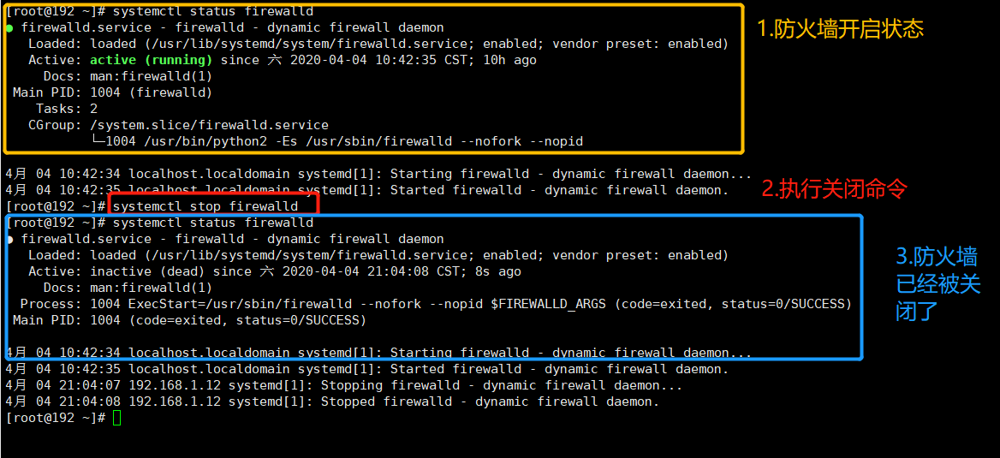 [root@192 ~]# systemctl status firewalld
● firewalld.service - firewalld - dynamic firewall daemon
Loaded: loaded (/usr/lib/systemd/system/firewalld.service; enabled; vendor preset: enabled)
Active: active (running) since 六 2020-04-04 10:42:35 CST; 10h ago
Docs: man:firewalld(1)
Main PID: 1004 (firewalld)
Tasks: 2
CGroup: /system.slice/firewalld.service
└─1004 /usr/bin/python2 -Es /usr/sbin/firewalld --nofork --nopid
1.防火墙开启状态
4月 04 10:42:34 localhost.localdomain systemd[1]: Starting firewalld - dynamic firewall daemon...
4月 04 10:42:35 localhost.localdomain systemd[1]: Started firewalld - dynamic firewall daemon.
[root@192 ~]# systemctl stop firewalld
2.执行关闭命令
[root@192 ~]# systemctl status firewalld
● firewalld.service - firewalld - dynamic firewall daemon
Loaded: loaded (/usr/lib/systemd/system/firewalld.service; enabled; vendor preset: enabled)
Active: inactive (dead) since 六 2020-04-04 21:04:08 CST; 8s ago
Docs: man:firewalld(1)
Process: 1004 ExecStart=/usr/sbin/firewalld --nofork --nopid $FIREWALLD_ARGS (code=exited, status=0/SUCCESS)
Main PID: 1004 (code=exited, status=0/SUCCESS)
3.防火墙
已经被关
闭了
4月 04 10:42:34 localhost.localdomain systemd[1]: Starting firewalld - dynamic firewall daemon...
4月 04 10:42:35 localhost.localdomain systemd[1]: Started firewalld - dynamic firewall daemon.
4月 04 21:04:07 192.168.1.12 systemd[1]: Stopping firewalld - dynamic firewall daemon...
4月 04 21:04:08 192.168.1.12 systemd[1]: Stopped firewalld - dynamic firewall daemon.
[root@192 ~]#